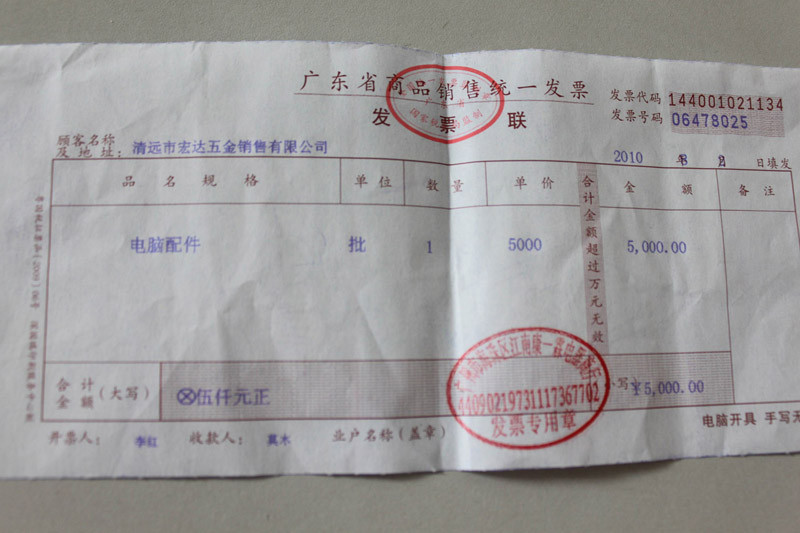 广东省商品销售统一发票
发票联
发票代码 144001021134
发票号码 06478025
顾客名称
及地址: 清远市宏达五金销售有限公司
2010 日填发
品名规格 单位 数量 单价 金额 备注
合计金额超过万元无效
电脑配件 批 1 5000 5,000.00
合计金额 (大写) ⊗伍仟元正 小写) ¥5,000.00
44090219731117367702
发票专用章
开票人: 李红 收款人: 莫木 业户名称(盖章) 电脑开具 手写无